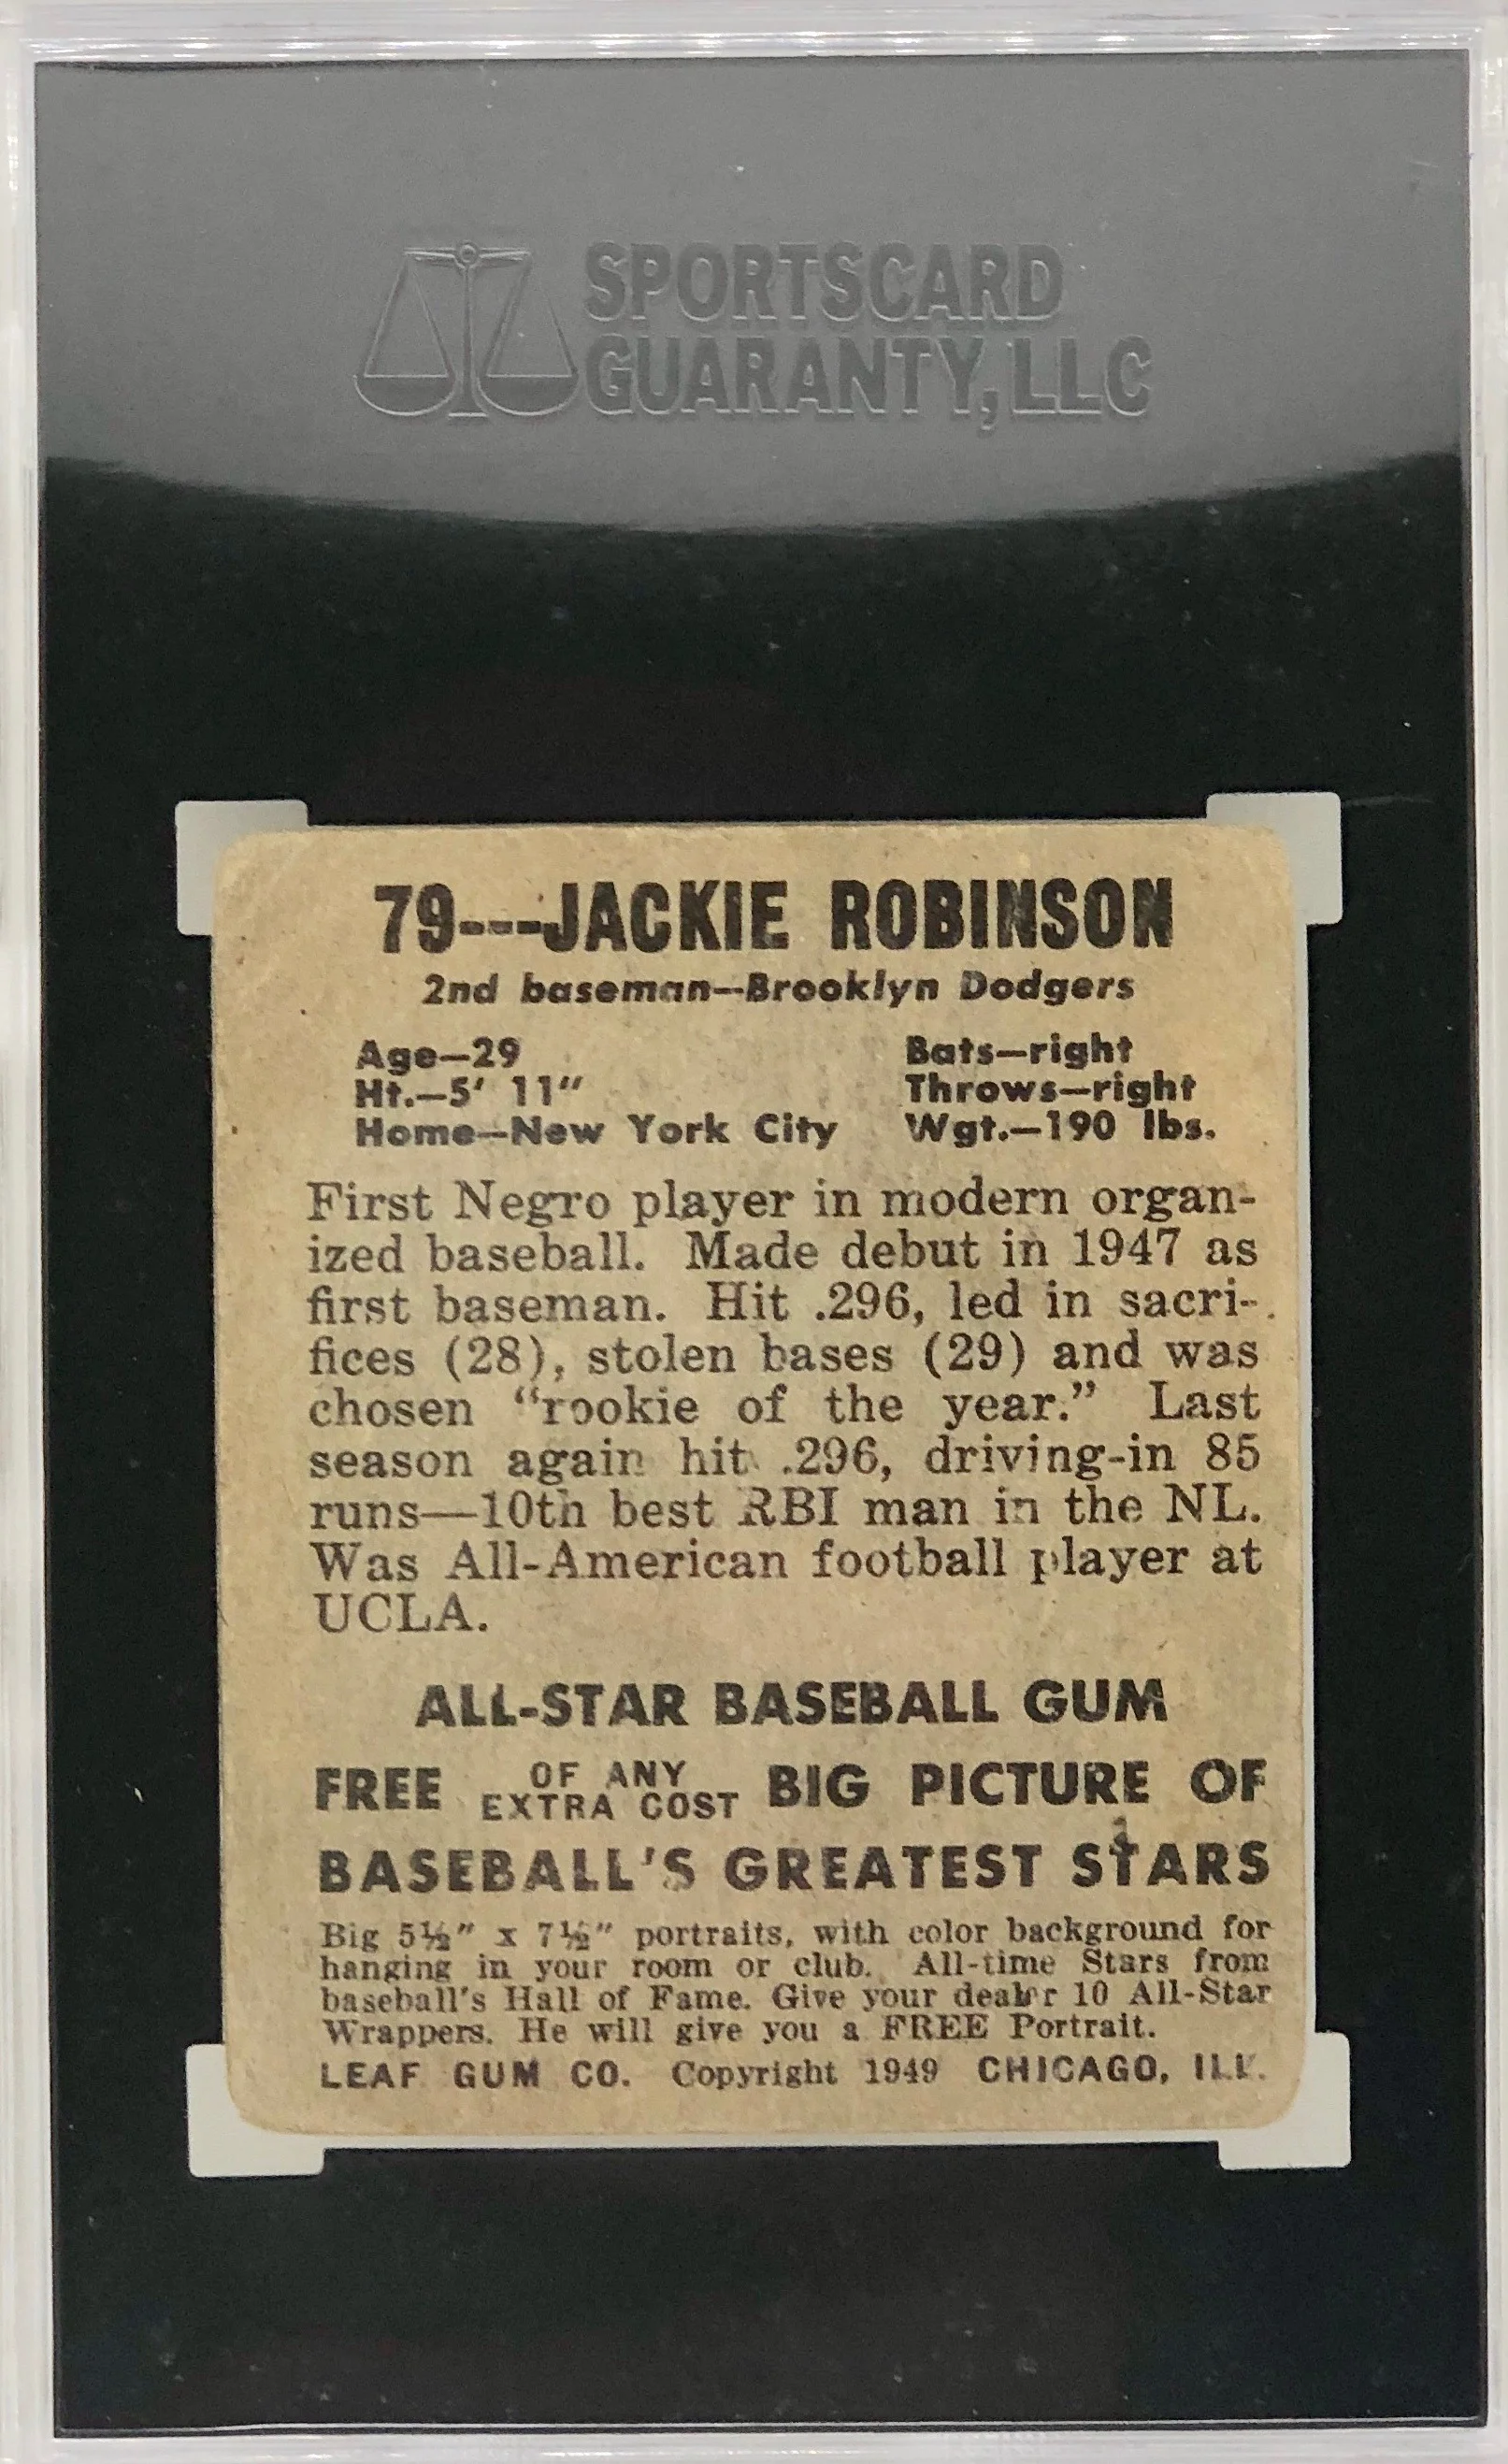 SPORTSCARD
GUARANTY, LLC
79---JACKIE ROBINSON
2nd baseman—Brooklyn Dodgers
Age—29 Bats—right
Ht.—5' 11" Throws—right
Home—New York City Wgt.—190 lbs.
First Negro player in modern organ-
ized baseball. Made debut in 1947 as
first baseman. Hit .296, led in sacri-
fices (28), stolen bases (29) and was
chosen “rookie of the year.” Last
season again hit .296, driving-in 85
runs—10th best RBI man in the NL.
Was All-American football player at
UCLA.
ALL-STAR BASEBALL GUM
FREE OF ANY EXTRA COST BIG PICTURE OF
BASEBALL'S GREATEST STARS
Big 5½" x 7½" portraits, with color background for
hanging in your room or club. All-time Stars from
baseball's Hall of Fame. Give your dealer 10 All-Star
Wrappers. He will give you a FREE Portrait.
LEAF GUM CO. Copyright 1949 CHICAGO, ILL.